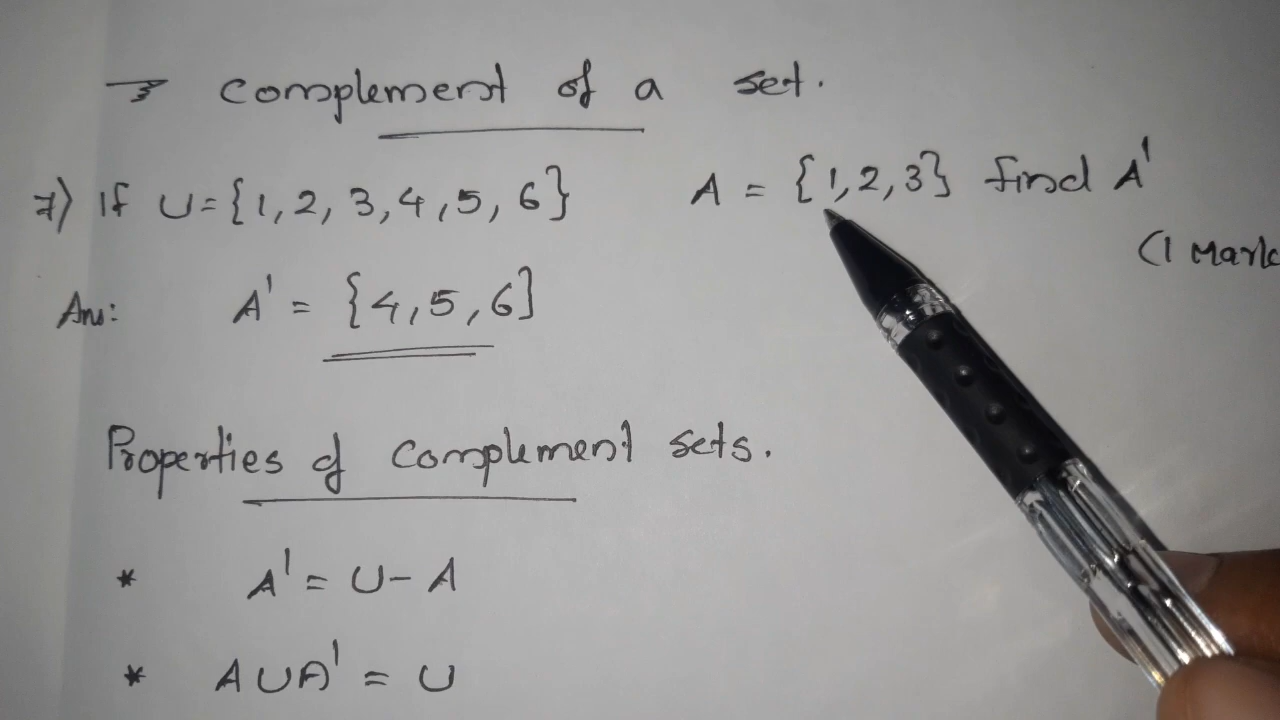 → Complement of a set.
7) If U={1,2,3,4,5,6} A = {1,2,3} find A'
(1 Mark
Ans: A' = {4,5,6}
Properties of complement sets.
* A' = U-A
* AUA' = U